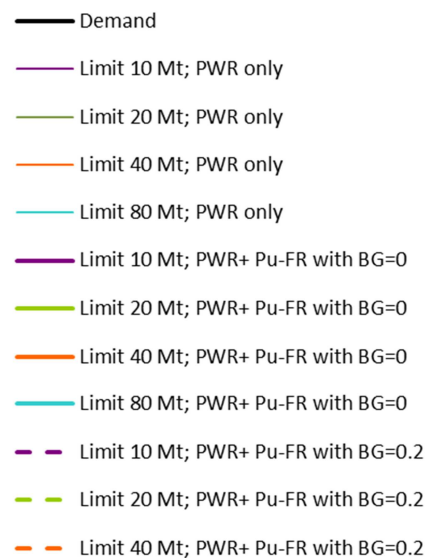 Demand
Limit 10 Mt; PWR only
Limit 20 Mt; PWR only
Limit 40 Mt; PWR only
Limit 80 Mt; PWR only
Limit 10 Mt; PWR+ Pu-FR with BG=0
Limit 20 Mt; PWR+ Pu-FR with BG=0
Limit 40 Mt; PWR+ Pu-FR with BG=0
Limit 80 Mt; PWR+ Pu-FR with BG=0
Limit 10 Mt; PWR+ Pu-FR with BG=0.2
Limit 20 Mt; PWR+ Pu-FR with BG=0.2
Limit 40 Mt; PWR+ Pu-FR with BG=0.2